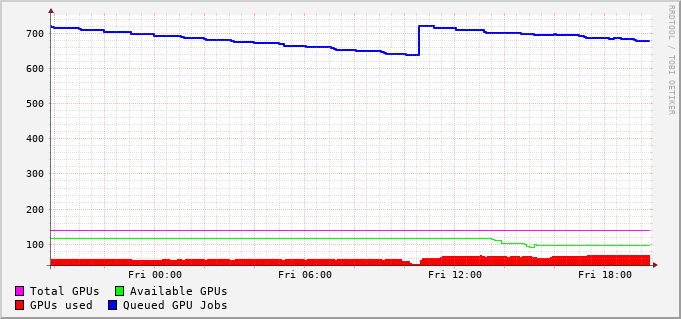 700
600
500
400
300
200
100
Fri 00:00 Fri 06:00 Fri 12:00 Fri 18:00
Total GPUs Available GPUs
GPUs used Queued GPU Jobs
RRDTOOL / TOBI OETIKER